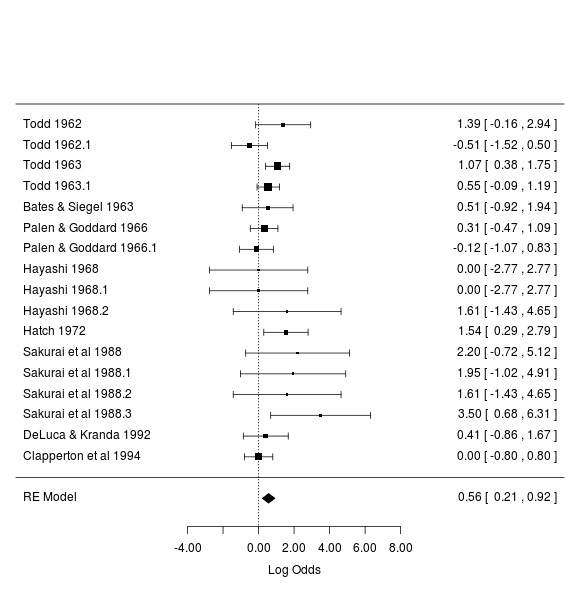 Todd 1962 1.39 [ -0.16 , 2.94 ]
Todd 1962.1 -0.51 [ -1.52 , 0.50 ]
Todd 1963 1.07 [ 0.38 , 1.75 ]
Todd 1963.1 0.55 [ -0.09 , 1.19 ]
Bates & Siegel 1963 0.51 [ -0.92 , 1.94 ]
Palen & Goddard 1966 0.31 [ -0.47 , 1.09 ]
Palen & Goddard 1966.1 -0.12 [ -1.07 , 0.83 ]
Hayashi 1968 0.00 [ -2.77 , 2.77 ]
Hayashi 1968.1 0.00 [ -2.77 , 2.77 ]
Hayashi 1968.2 1.61 [ -1.43 , 4.65 ]
Hatch 1972 1.54 [ 0.29 , 2.79 ]
Sakurai et al 1988 2.20 [ -0.72 , 5.12 ]
Sakurai et al 1988.1 1.95 [ -1.02 , 4.91 ]
Sakurai et al 1988.2 1.61 [ -1.43 , 4.65 ]
Sakurai et al 1988.3 3.50 [ 0.68 , 6.31 ]
DeLuca & Kranda 1992 0.41 [ -0.86 , 1.67 ]
Clapperton et al 1994 0.00 [ -0.80 , 0.80 ]
RE Model 0.56 [ 0.21 , 0.92 ]
-4.00 0.00 2.00 4.00 6.00 8.00
Log Odds